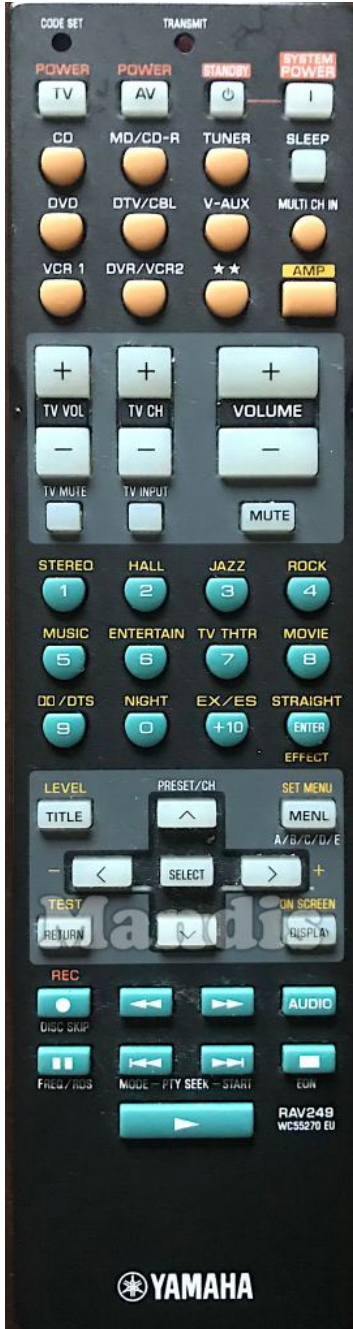 CODE SET TRANSMIT
POWER POWER STANDBY SYSTEM POWER
TV AV I
CD MD/CD-R TUNER SLEEP
DVD DTV/CBL V-AUX MULTI CH IN
VCR 1 DVR/VCR2 ★★ AMP
+ + +
TV VOL TV CH VOLUME
− − −
TV MUTE TV INPUT MUTE
STEREO HALL JAZZ ROCK
1 2 3 4
MUSIC ENTERTAIN TV THTR MOVIE
5 6 7 8
DD/DTS NIGHT EX/ES STRAIGHT
9 0 +10 ENTER
EFFECT
LEVEL PRESET/CH SET MENU
TITLE MENU
A/B/C/D/E
− SELECT +
TEST ON SCREEN
RETURN DISPLAY
Mandis
REC
AUDIO
DISC SKIP
FREQ/RDS MODE – PTY SEEK – START EON
RAV249
WC55270 EU
YAMAHA